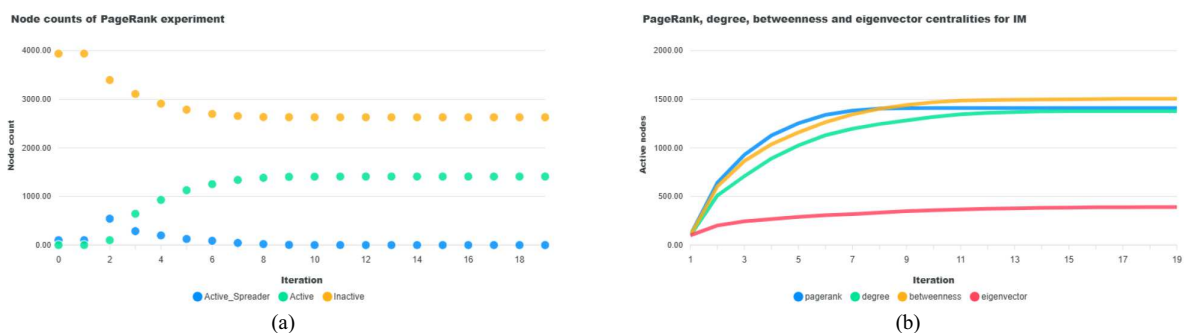 Node counts of PageRank experiment
4000.00
3000.00
2000.00
1000.00
0.00
Node count
0 2 4 6 8 10 12 14 16 18
Iteration
Active_Spreader Active Inactive
(a)
PageRank, degree, betweenness and eigenvector centralities for IM
2000.00
1500.00
1000.00
500.00
0.00
Active nodes
1 3 5 7 9 11 13 15 17 19
Iteration
pagerank degree betweenness eigenvector
(b)